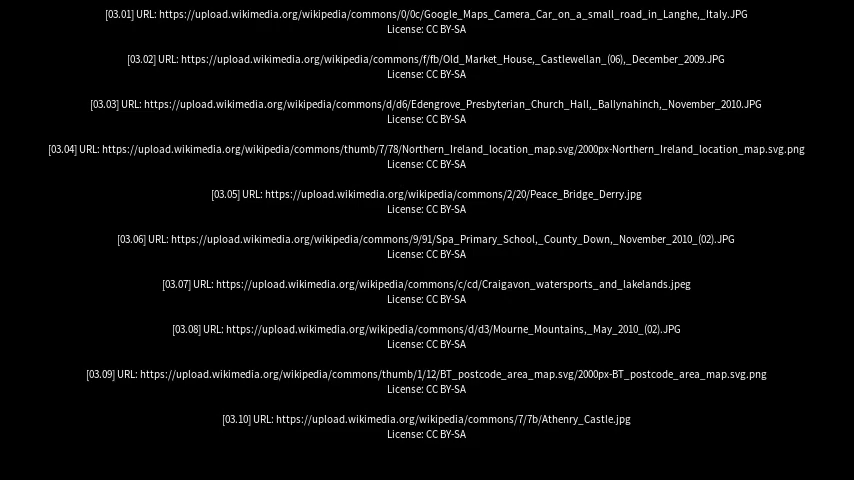 [03.01] URL: https://upload.wikimedia.org/wikipedia/commons/0/0c/Google_Maps_Camera_Car_on_a_small_road_in_Langhe,_Italy.JPG
License: CC BY-SA
[03.02] URL: https://upload.wikimedia.org/wikipedia/commons/f/fb/Old_Market_House,_Castlewellan_(06),_December_2009.JPG
License: CC BY-SA
[03.03] URL: https://upload.wikimedia.org/wikipedia/commons/d/d6/Edengrove_Presbyterian_Church_Hall,_Ballynahinch,_November_2010.JPG
License: CC BY-SA
[03.04] URL: https://upload.wikimedia.org/wikipedia/commons/thumb/7/78/Northern_Ireland_location_map.svg/2000px-Northern_Ireland_location_map.svg.png
License: CC BY-SA
[03.05] URL: https://upload.wikimedia.org/wikipedia/commons/2/20/Peace_Bridge_Derry.jpg
License: CC BY-SA
[03.06] URL: https://upload.wikimedia.org/wikipedia/commons/9/91/Spa_Primary_School,_County_Down,_November_2010_(02).JPG
License: CC BY-SA
[03.07] URL: https://upload.wikimedia.org/wikipedia/commons/c/cd/Craigavon_watersports_and_lakelands.jpeg
License: CC BY-SA
[03.08] URL: https://upload.wikimedia.org/wikipedia/commons/d/d3/Mourne_Mountains,_May_2010_(02).JPG
License: CC BY-SA
[03.09] URL: https://upload.wikimedia.org/wikipedia/commons/thumb/1/12/BT_postcode_area_map.svg/2000px-BT_postcode_area_map.svg.png
License: CC BY-SA
[03.10] URL: https://upload.wikimedia.org/wikipedia/commons/7/7b/Athenry_Castle.jpg
License: CC BY-SA